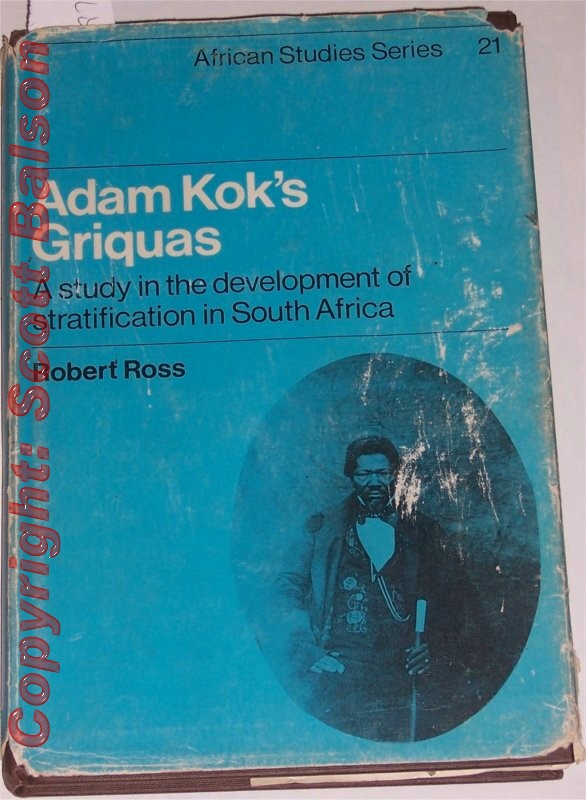 African Studies Series 21
Adam Kok's
Griquas
A study in the development of
stratification in South Africa
Robert Ross
Copyright: Scott Balson